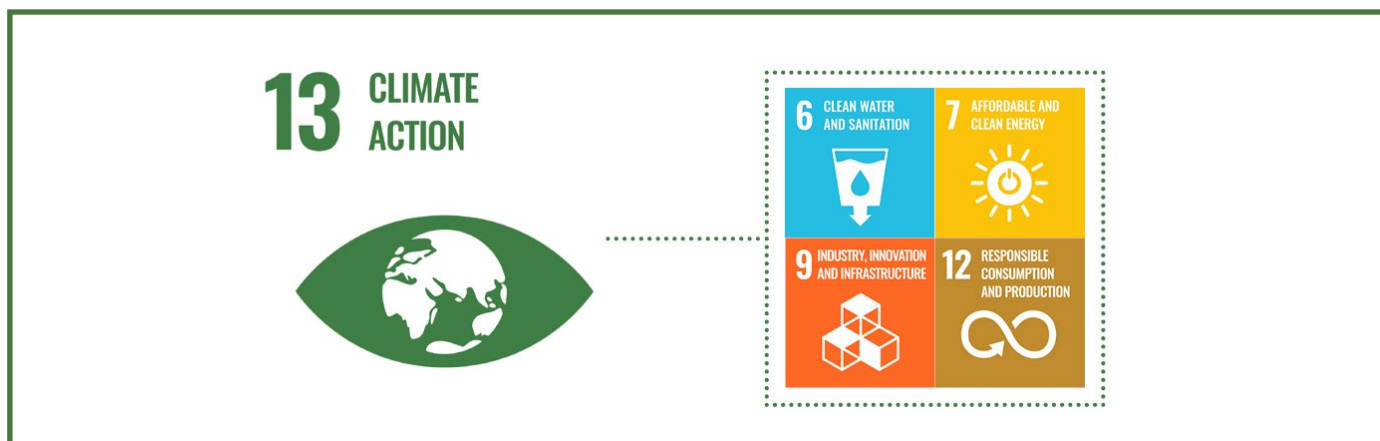 13 CLIMATE
ACTION
6 CLEAN WATER
AND SANITATION
7 AFFORDABLE AND
CLEAN ENERGY
9 INDUSTRY, INNOVATION
AND INFRASTRUCTURE
12 RESPONSIBLE
CONSUMPTION
AND PRODUCTION